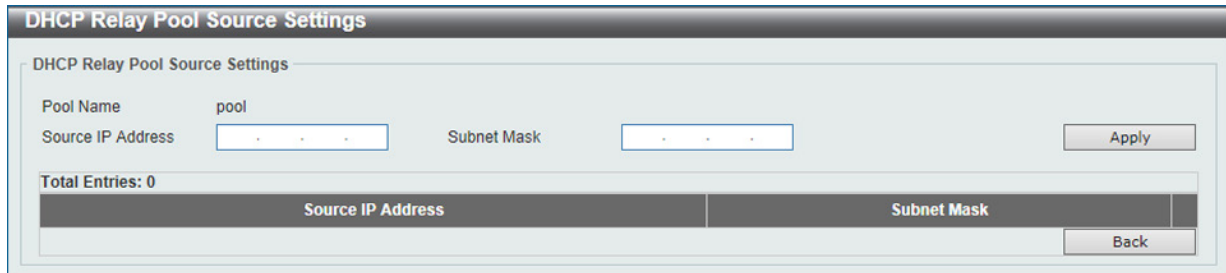 DHCP Relay Pool Source Settings
DHCP Relay Pool Source Settings
Pool Name pool
Source IP Address . . . Subnet Mask . . . Apply
Total Entries: 0
Source IP Address Subnet Mask
Back